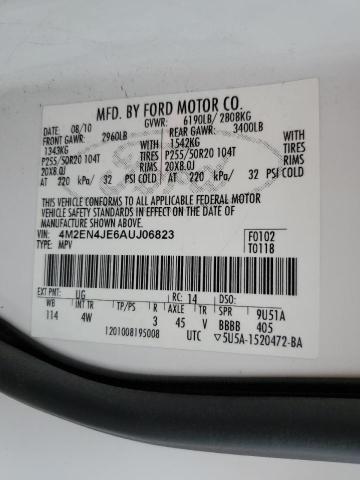 MFD. BY FORD MOTOR CO.
DATE: 08/10 GVWR: 6190LB/ 2808KG
FRONT GAWR: 2960LB REAR GAWR: 3400LB
1343KG 1542KG
P255/50R20 104T TIRES P255/50R20 104T TIRES
20X8.0J RIMS 20X8.0J RIMS
AT 220 kPa/ 32 PSI COLD AT 220 kPa/ 32 PSI COLD
THIS VEHICLE CONFORMS TO ALL APPLICABLE FEDERAL MOTOR
VEHICLE SAFETY AND BUMPER STANDARDS IN EFFECT ON THE DATE OF
MANUFACTURE SHOWN ABOVE.
VIN: 4M2EN4JE6AUJ06823 F0102
TYPE: MPV T0118
EXT PNT: UG RC: 14 DSO:
WB INT TR TP/PS R AXLE TR SPR 9U51A
114 4W 3 45 V BBBB 405
1201008195008 UTC ▽5U5A-1520472-BA